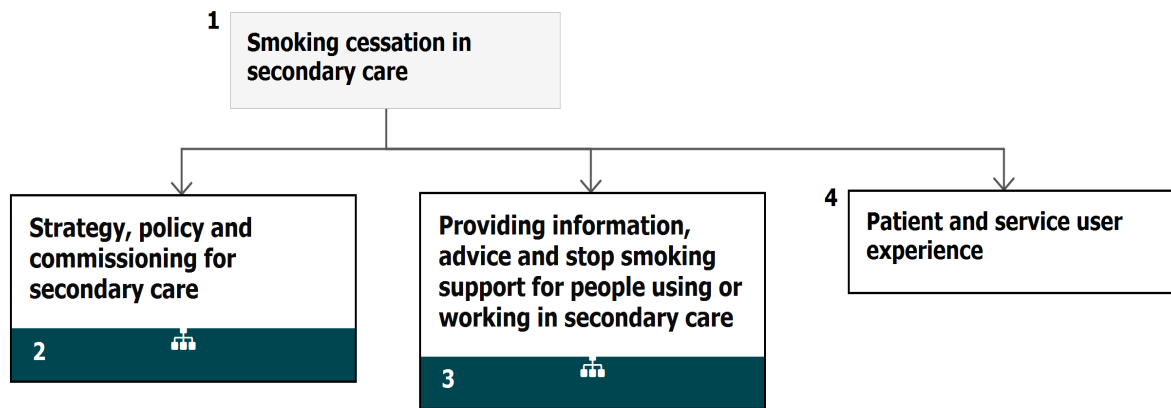 1
Smoking cessation in
secondary care
Strategy, policy and
commissioning for
secondary care
2
Providing information,
advice and stop smoking
support for people using or
working in secondary care
3
4
Patient and service user
experience